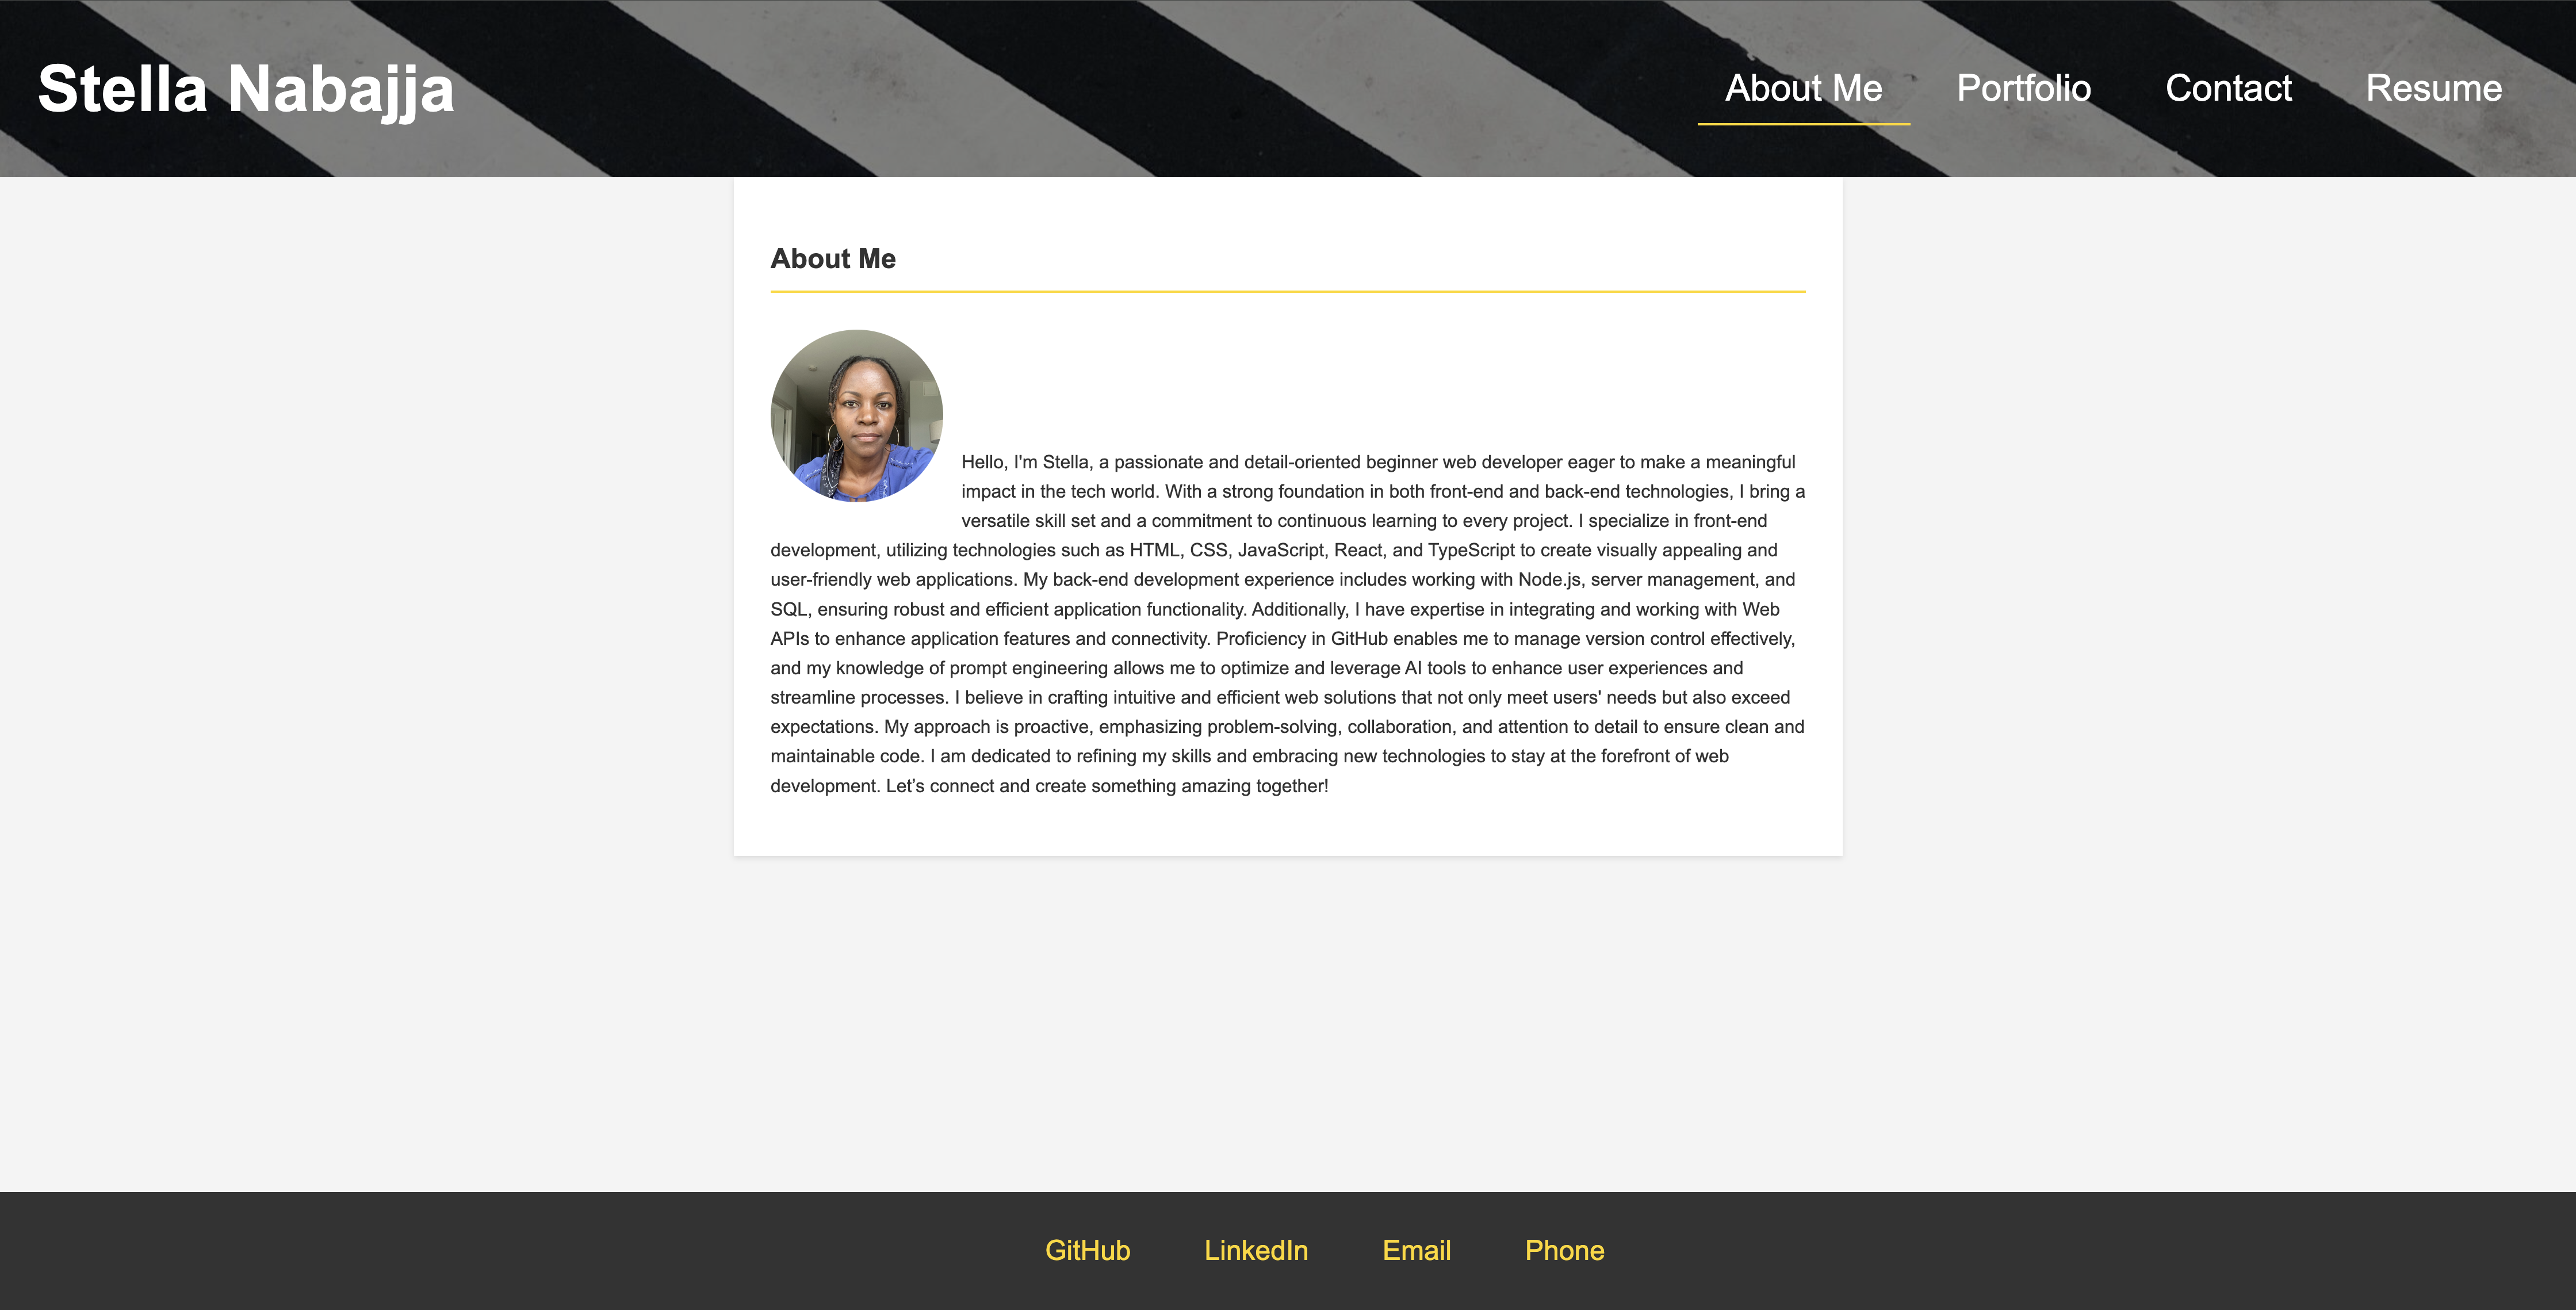 Stella Nabajja
About Me Portfolio Contact Resume
About Me
Hello, I'm Stella, a passionate and detail-oriented beginner web developer eager to make a meaningful
impact in the tech world. With a strong foundation in both front-end and back-end technologies, I bring a
versatile skill set and a commitment to continuous learning to every project. I specialize in front-end
development, utilizing technologies such as HTML, CSS, JavaScript, React, and TypeScript to create visually appealing and
user-friendly web applications. My back-end development experience includes working with Node.js, server management, and
SQL, ensuring robust and efficient application functionality. Additionally, I have expertise in integrating and working with Web
APIs to enhance application features and connectivity. Proficiency in GitHub enables me to manage version control effectively,
and my knowledge of prompt engineering allows me to optimize and leverage AI tools to enhance user experiences and
streamline processes. I believe in crafting intuitive and efficient web solutions that not only meet users' needs but also exceed
expectations. My approach is proactive, emphasizing problem-solving, collaboration, and attention to detail to ensure clean and
maintainable code. I am dedicated to refining my skills and embracing new technologies to stay at the forefront of web
development. Let’s connect and create something amazing together!
GitHub LinkedIn Email Phone